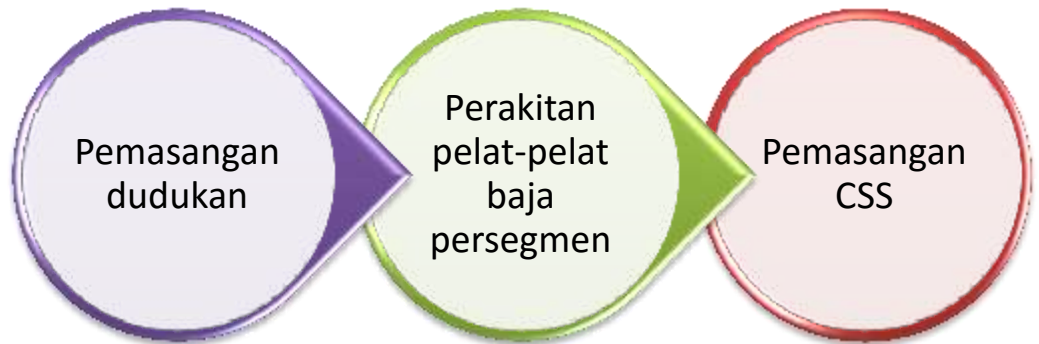 Pemasangan
dudukan
Perakitan
pelat-pelat
baja
persegmen
Pemasangan
CSS